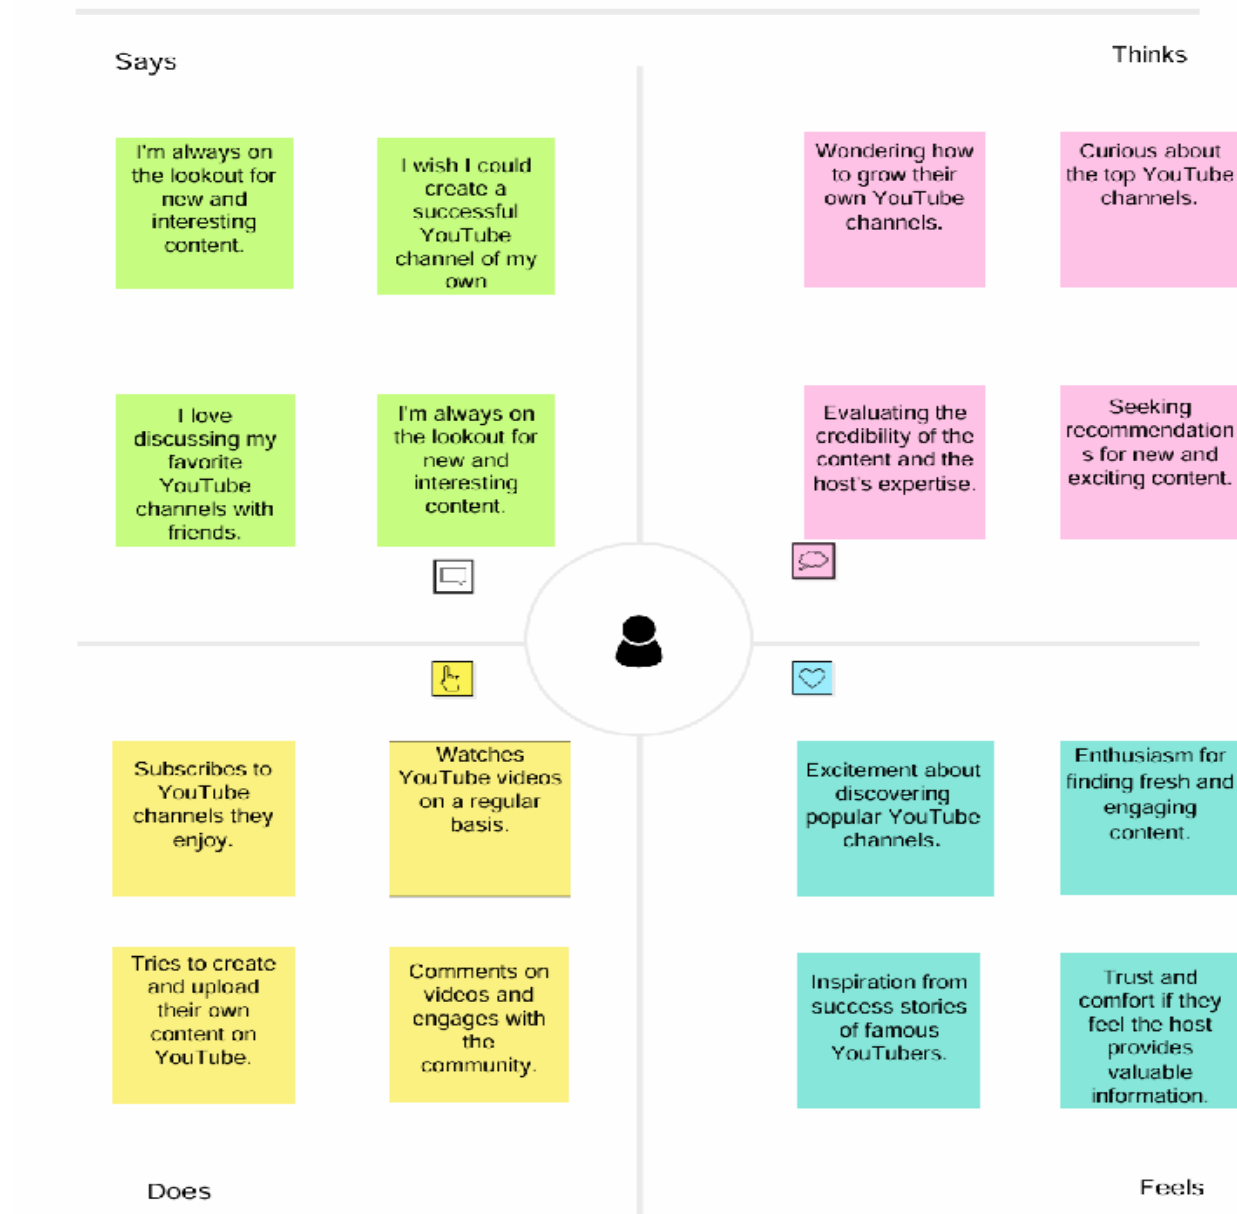 Says
I'm always on
the lookout for
new and
interesting
content.
I wish I could
create a
successful
YouTube
channel of my
own
I love
discussing my
favorite
YouTube
channels with
friends.
I'm always on
the lookout for
new and
interesting
content.
Thinks
Wondering how
to grow their
own YouTube
channels.
Curious about
the top YouTube
channels.
Evaluating the
credibility of the
content and the
host's expertise.
Seeking
recommendation
s for new and
exciting content.
Subscribes to
YouTube
channels they
enjoy.
Watches
YouTube videos
on a regular
basis.
Tries to create
and upload
their own
content on
YouTube.
Comments on
videos and
engages with
the
community.
Does
Excitement about
discovering
popular YouTube
channels.
Enthusiasm for
finding fresh and
engaging
content.
Inspiration from
success stories
of famous
YouTubers.
Trust and
comfort if they
feel the host
provides
valuable
information.
Feels